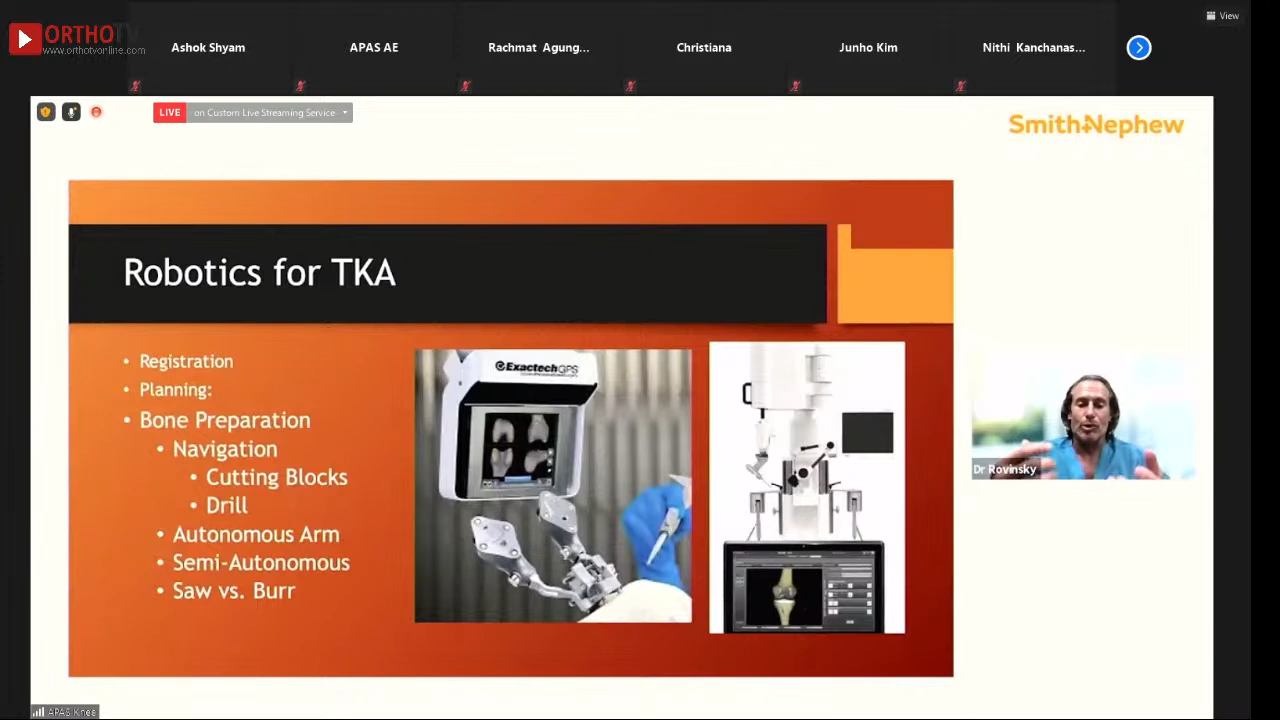 ORTHOTV
www.orthotvonline.com
View
Ashok Shyam
APAS AE
Rachmat Agung...
Christiana
Junho Kim
Nithi Kanchanas...
LIVE
on Custom Live Streaming Service
Smith+Nephew
Robotics for TKA
• Registration
• Planning:
• Bone Preparation
• Navigation
• Cutting Blocks
• Drill
• Autonomous Arm
• Semi-Autonomous
• Saw vs. Burr
ExactechGPS
Dr Rovinsky
APAS Knee